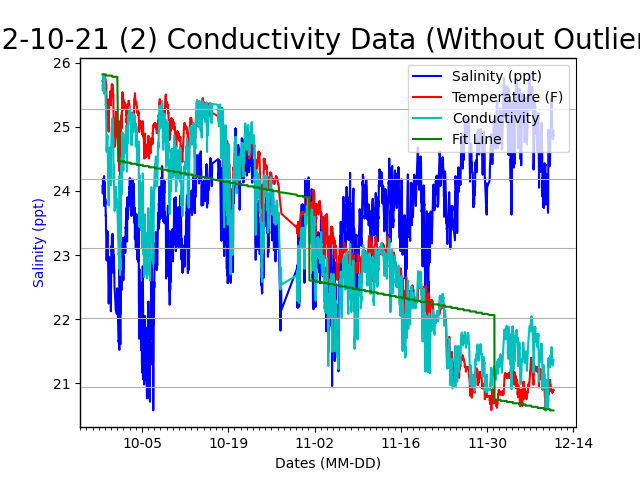 2-10-21 (2) Conductivity Data (Without Outlier
Salinity (ppt)
Temperature (F)
Conductivity
Fit Line
Salinity (ppt)
26
25
24
23
22
21
10-05 10-19 11-02 11-16 11-30 12-14
Dates (MM-DD)